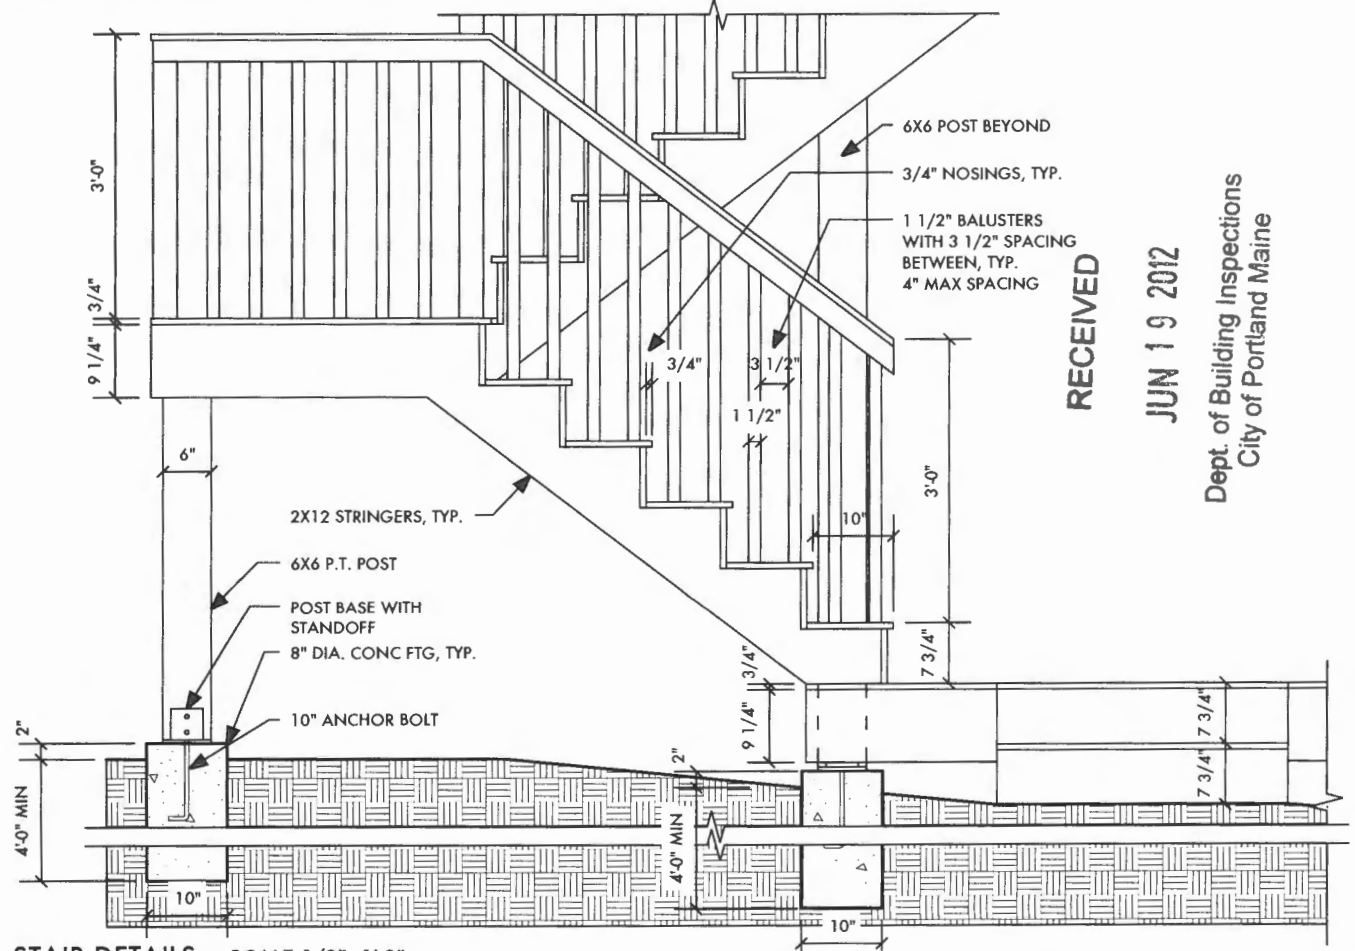 6X6 POST BEYOND
3/4" NOSINGS, TYP.
1 1/2" BALUSTERS
WITH 3 1/2" SPACING
BETWEEN, TYP.
4" MAX SPACING
RECEIVED
JUN 19 2012
Dept. of Building Inspections
City of Portland Maine
3'-0"
3/4"
9 1/4"
6"
3/4"
3 1/2"
1 1/2"
10"
3'-0"
7 3/4"
2X12 STRINGERS, TYP.
6X6 P.T. POST
POST BASE WITH
STANDOFF
8" DIA. CONC FTG, TYP.
10" ANCHOR BOLT
3/4"
9 1/4"
7 3/4"
7 3/4"
2"
4'-0" MIN
2"
4'-0" MIN
10"
10"
STAIR DETAILS